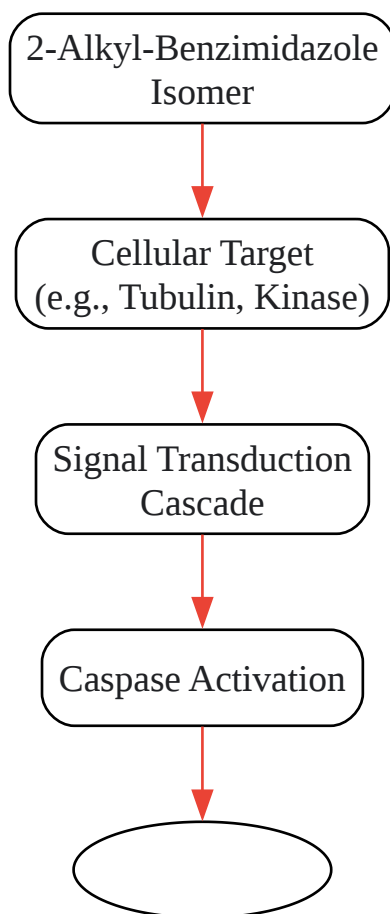 2-Alkyl-Benzimidazole
Isomer
Cellular Target
(e.g., Tubulin, Kinase)
Signal Transduction
Cascade
Caspase Activation